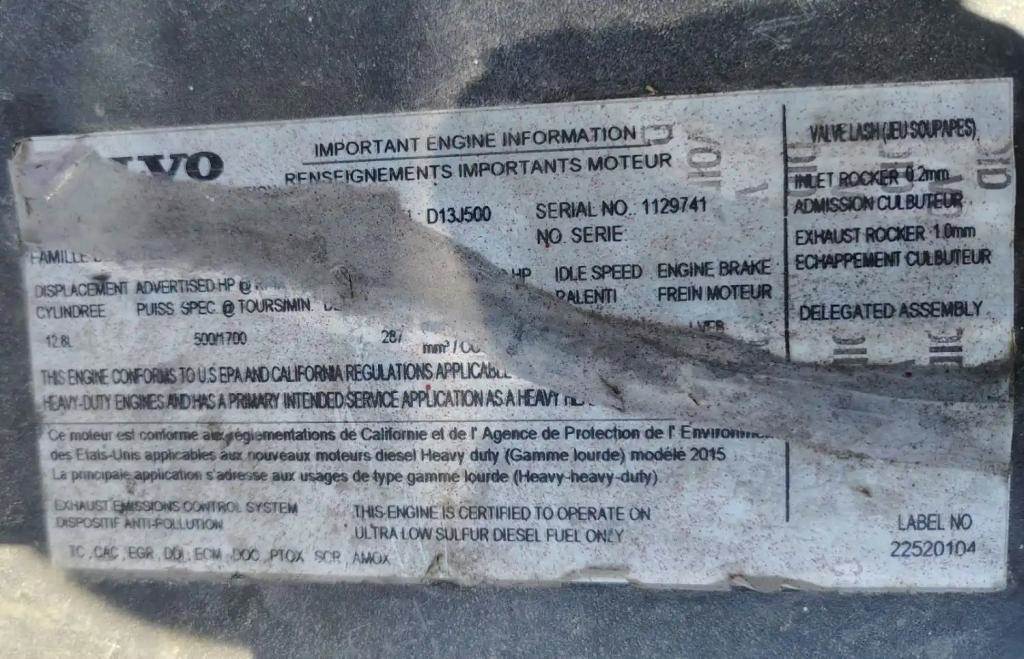 IMPORTANT ENGINE INFORMATION
RENSEIGNEMENTS IMPORTANTS MOTEUR
D13J500
SERIAL NO. 1129741
NO. SERIE:
FAMILLE
HP
IDLE SPEED ENGINE BRAKE
RALENTI FREIN MOTEUR
DISPLACEMENT ADVERTISED HP @
CYLINDREE PUISS SPEC @ TOURS/MIN.
12.8L 500/1700 28 mm³/
THIS ENGINE CONFORMS TO U.S EPA AND CALIFORNIA REGULATIONS
HEAVY-DUTY ENGINES AND HAS A PRIMARY INTENDED SERVICE APPLICATION AS A HEAVY
Ce moteur est conforme aux réglementations de Californie et de l' Agence de Protection de l'
des Etats-Unis applicables aux nouveaux moteurs diesel Heavy duty (Gamme lourde) modèle 2015
La principale application s'adresse aux usages de type gamme lourde (Heavy-heavy-duty)
EXHAUST EMISSIONS CONTROL SYSTEM
DISPOSITIF ANTI-POLLUTION
TC, CAC, EGR, DDI, ECM, DOC, PTOX, SCR, AMOX
THIS ENGINE IS CERTIFIED TO OPERATE ON
ULTRA LOW SULFUR DIESEL FUEL ONLY
VALVE LASH (JEU SOUPAPES)
INLET ROCKER 0.2mm
ADMISSION CULBUTEUR
EXHAUST ROCKER 1.0mm
ECHAPPEMENT CULBUTEUR
DELEGATED ASSEMBLY
LABEL NO
22520104